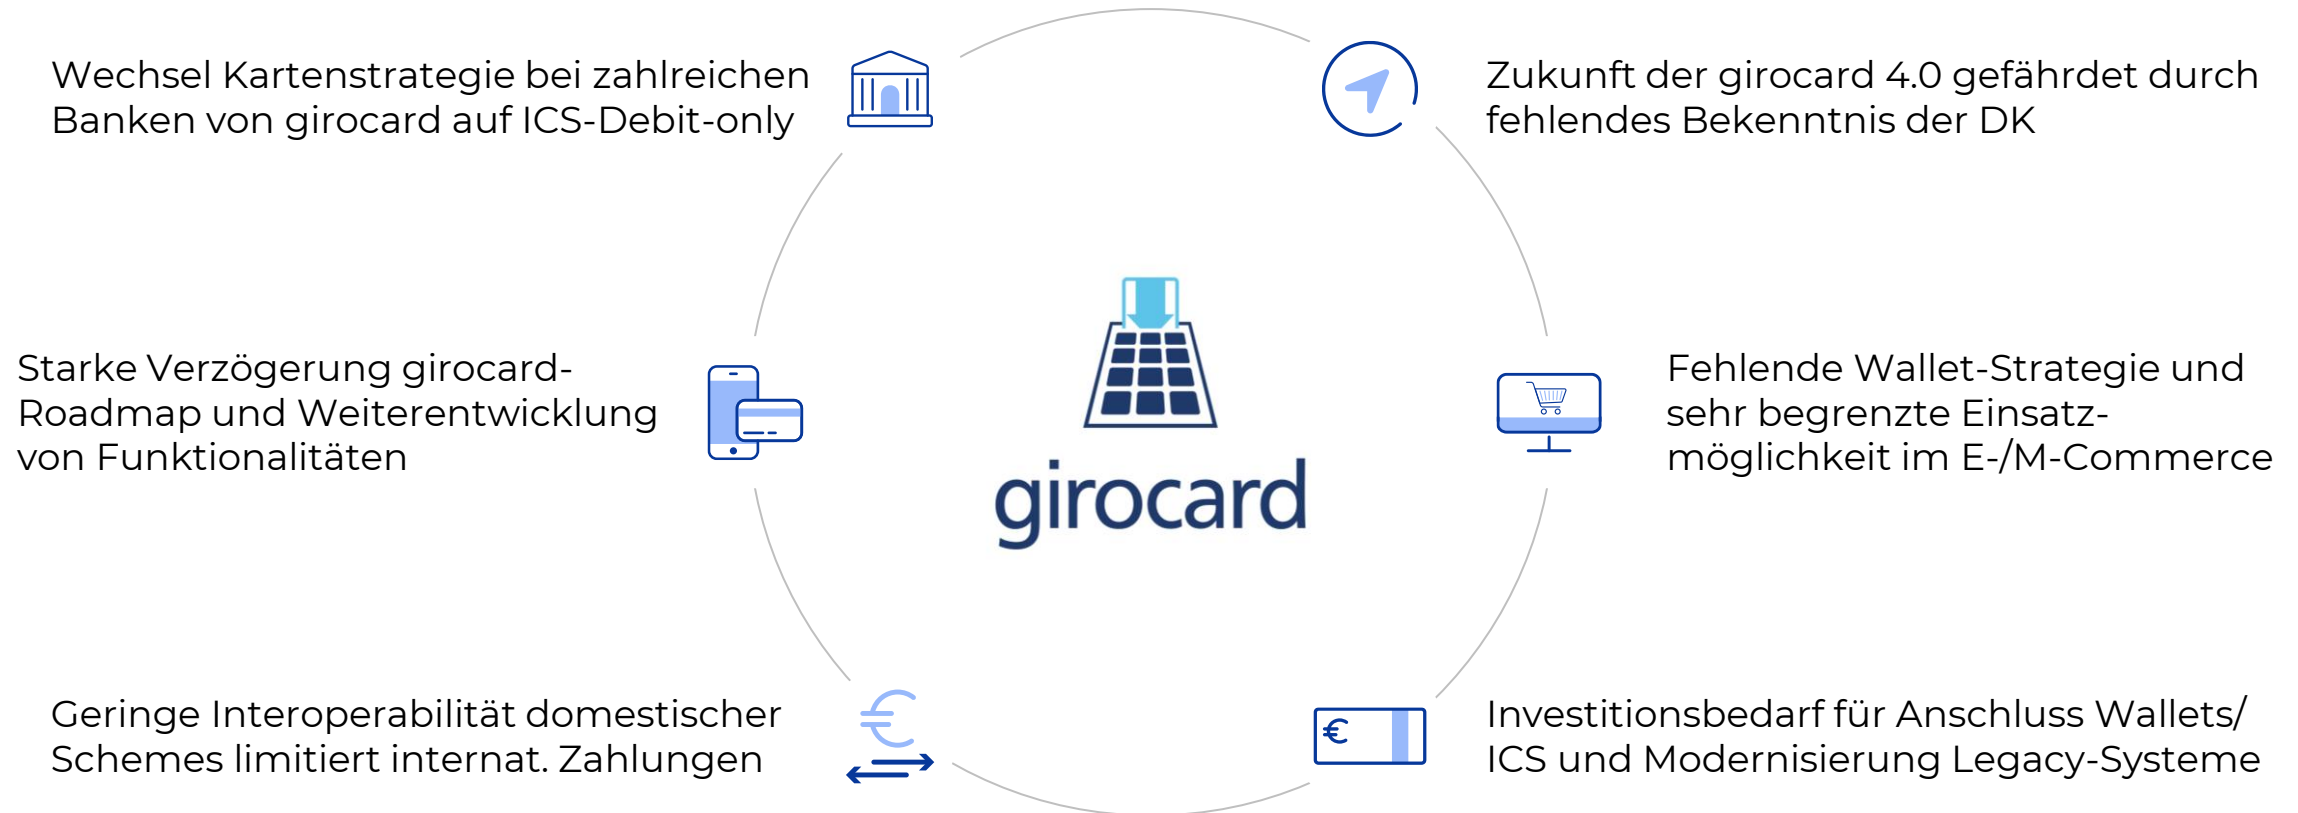 Wechsel Kartenstrategie bei zahlreichen
Banken von girocard auf ICS-Debit-only
Zukunft der girocard 4.0 gefährdet durch
fehlendes Bekenntnis der DK
Starke Verzögerung girocard-
Roadmap und Weiterentwicklung
von Funktionalitäten
girocard
Fehlende Wallet-Strategie und
sehr begrenzte Einsatz-
möglichkeit im E-/M-Commerce
Geringe Interoperabilität domestischer
Schemes limitiert internat. Zahlungen
€
€
Investitionsbedarf für Anschluss Wallets/
ICS und Modernisierung Legacy-Systeme